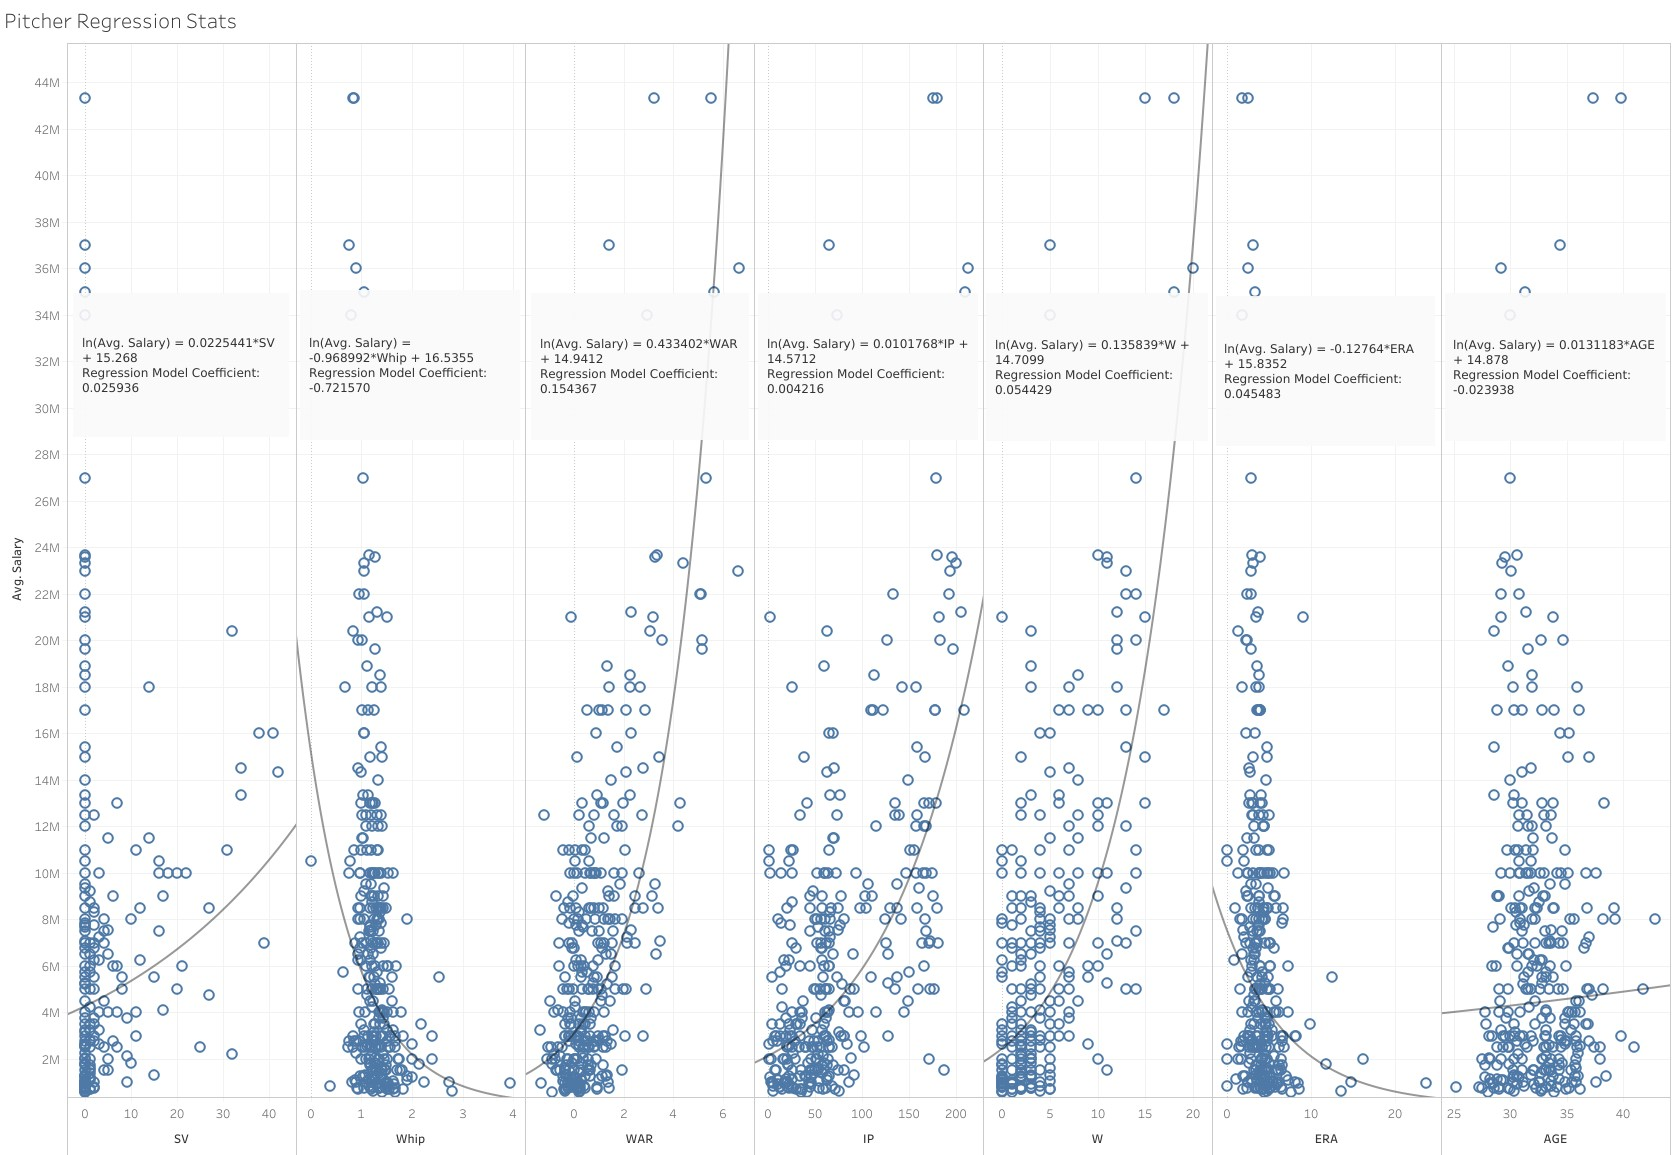 Pitcher Regression Stats
Avg. Salary
44M
42M
40M
38M
36M
34M
32M
30M
28M
26M
24M
22M
20M
18M
16M
14M
12M
10M
8M
6M
4M
2M
ln(Avg. Salary) = 0.0225441*SV
+ 15.268
Regression Model Coefficient:
0.025936
ln(Avg. Salary) =
-0.968992*Whip + 16.5355
Regression Model Coefficient:
-0.721570
ln(Avg. Salary) = 0.433402*WAR
+ 14.9412
Regression Model Coefficient:
0.154367
ln(Avg. Salary) = 0.0101768*IP +
14.5712
Regression Model Coefficient:
0.004216
ln(Avg. Salary) = 0.135839*W +
14.7099
Regression Model Coefficient:
0.054429
ln(Avg. Salary) = -0.12764*ERA
+ 15.8352
Regression Model Coefficient:
0.045483
ln(Avg. Salary) = 0.0131183*AGE
+ 14.878
Regression Model Coefficient:
-0.023938
0 10 20 30 40
0 1 2 3 4
0 2 4 6
0 50 100 150 200
0 5 10 15 20
0 10 20
25 30 35 40
SV
Whip
WAR
IP
W
ERA
AGE